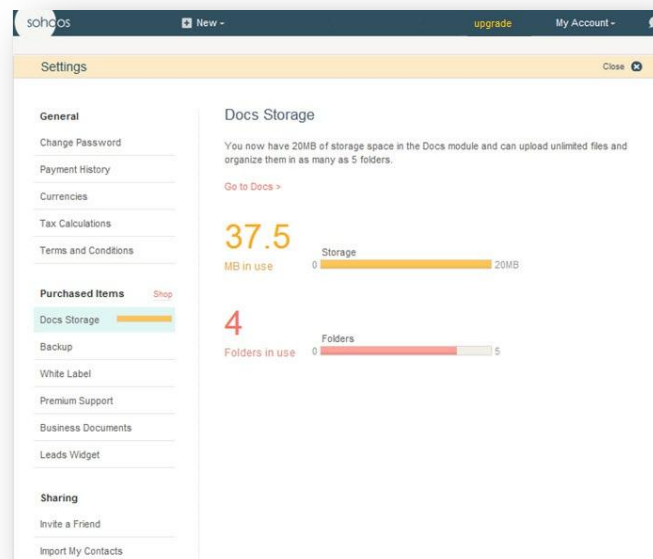 sohoos
New
upgrade
My Account
Settings
Close
General
Change Password
Payment History
Currencies
Tax Calculations
Terms and Conditions
Purchased Items Shop
Docs Storage
Backup
White Label
Premium Support
Business Documents
Leads Widget
Sharing
Invite a Friend
Import My Contacts
Docs Storage
You now have 20MB of storage space in the Docs module and can upload unlimited files and
organize them in as many as 5 folders.
Go to Docs >
37.5
MB in use
Storage
0 20MB
4
Folders in use
Folders
0 5